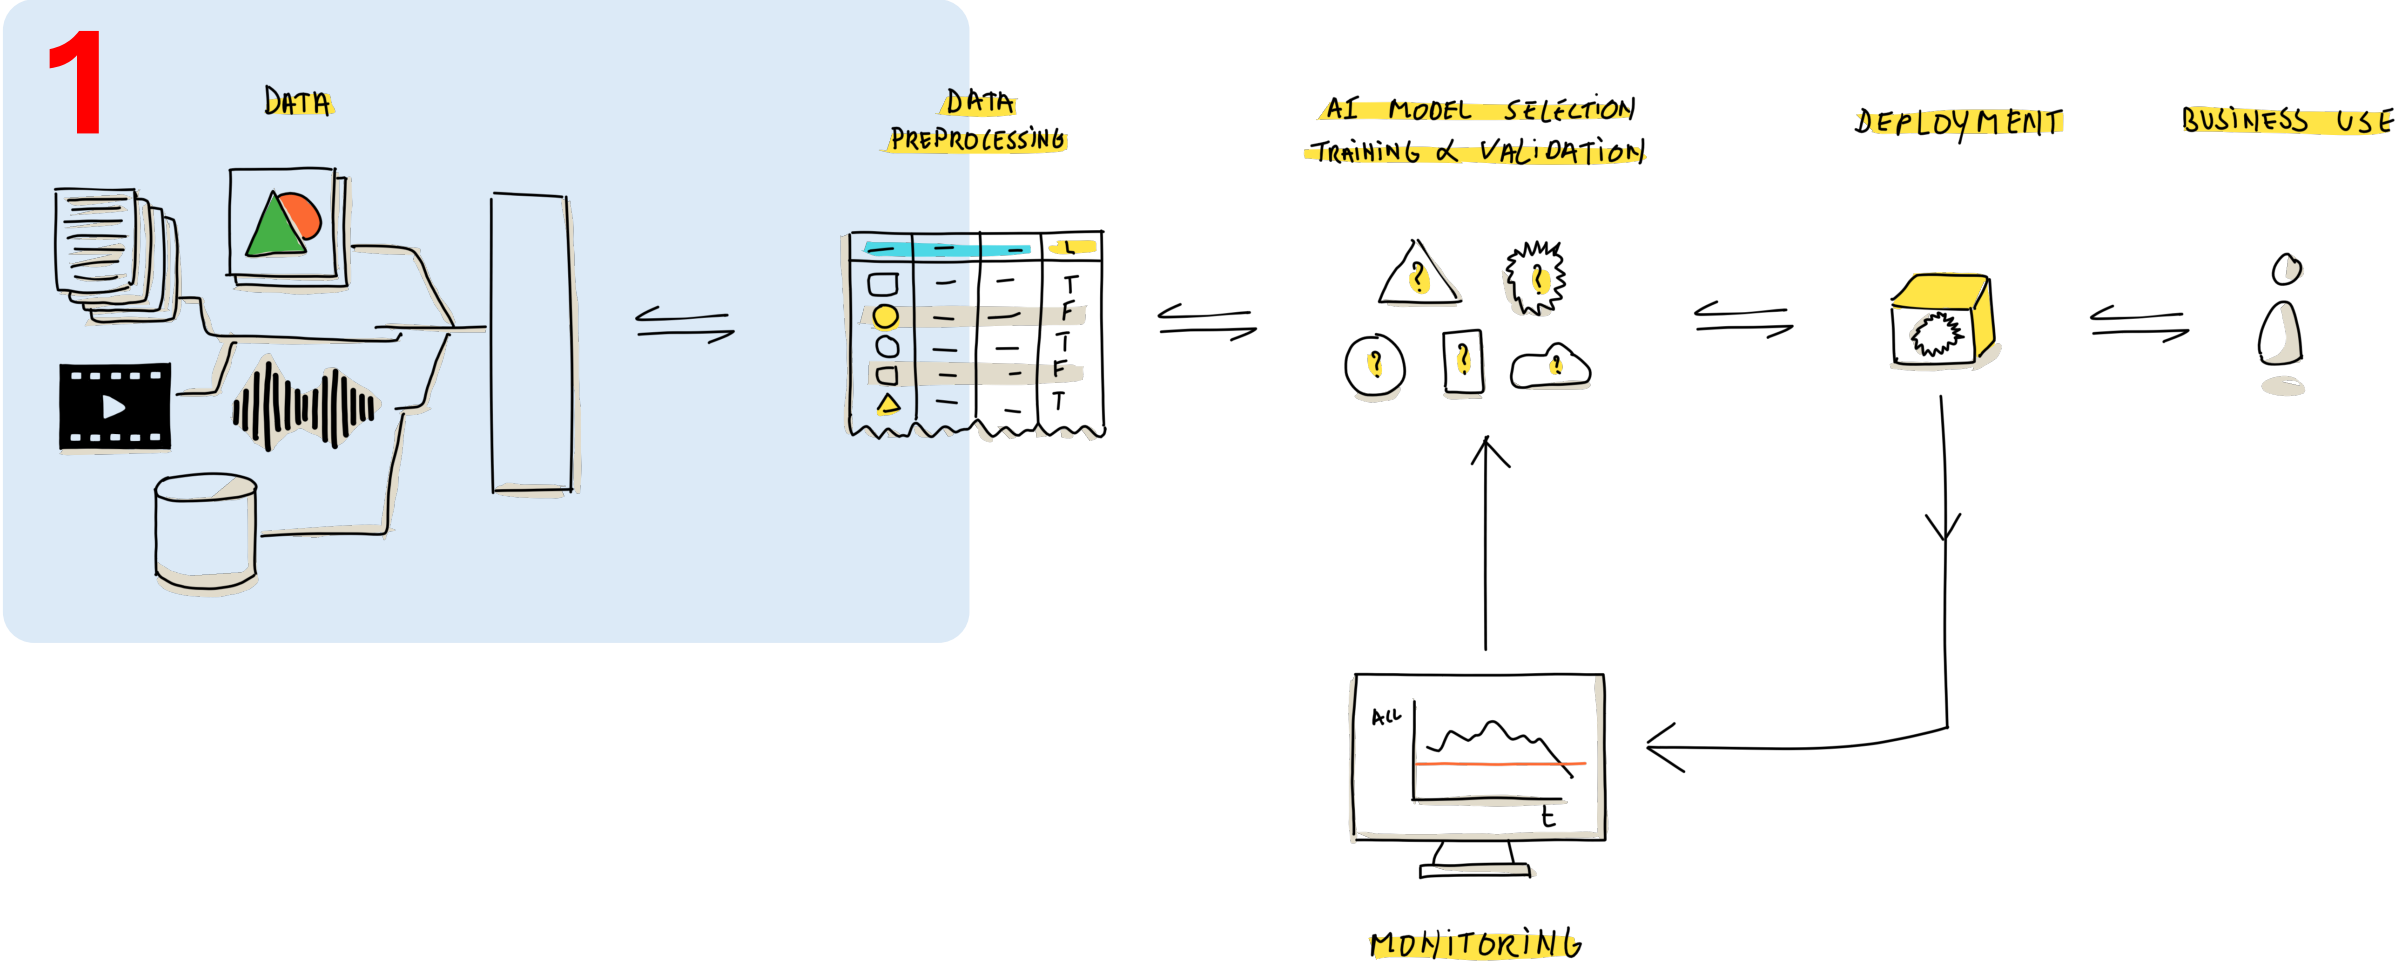 1
DATA
DATA
PREPROCESSING
AI MODEL SELECTION
TRAINING & VALIDATION
DEPLOYMENT
BUSINESS USE
L
T
F
T
F
T
? ?
? ? ?
ACC
t
MONITORING